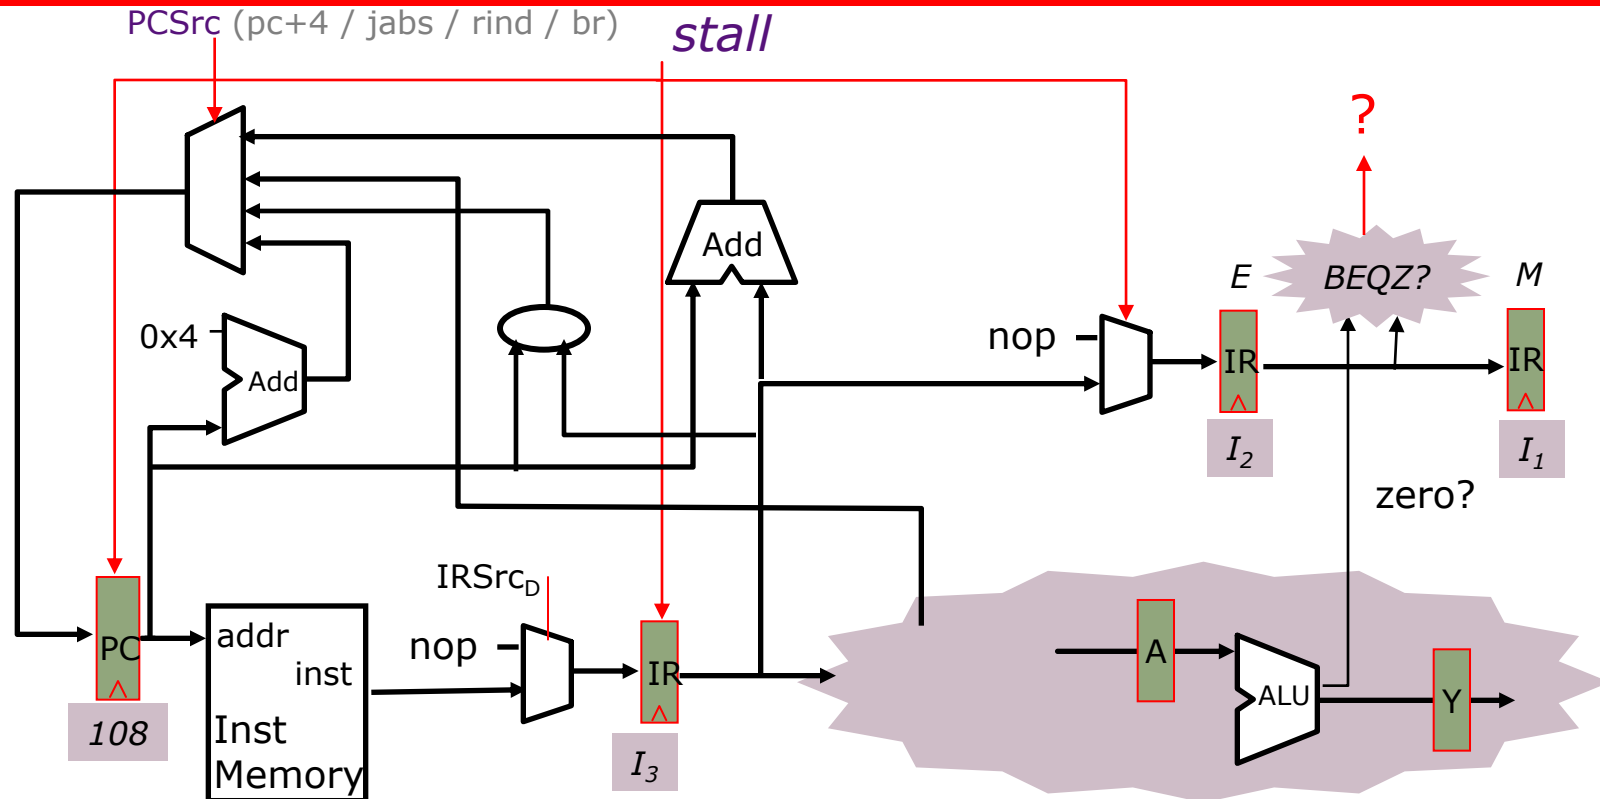 PCSrc (pc+4 / jabs / rind / br)
stall
?
Add
E
BEQZ?
M
0x4
Add
nop
IR
IR
I2
I1
zero?
IRSrcD
PC
addr
inst
nop
IR
A
ALU
Y
108
Inst
Memory
I3